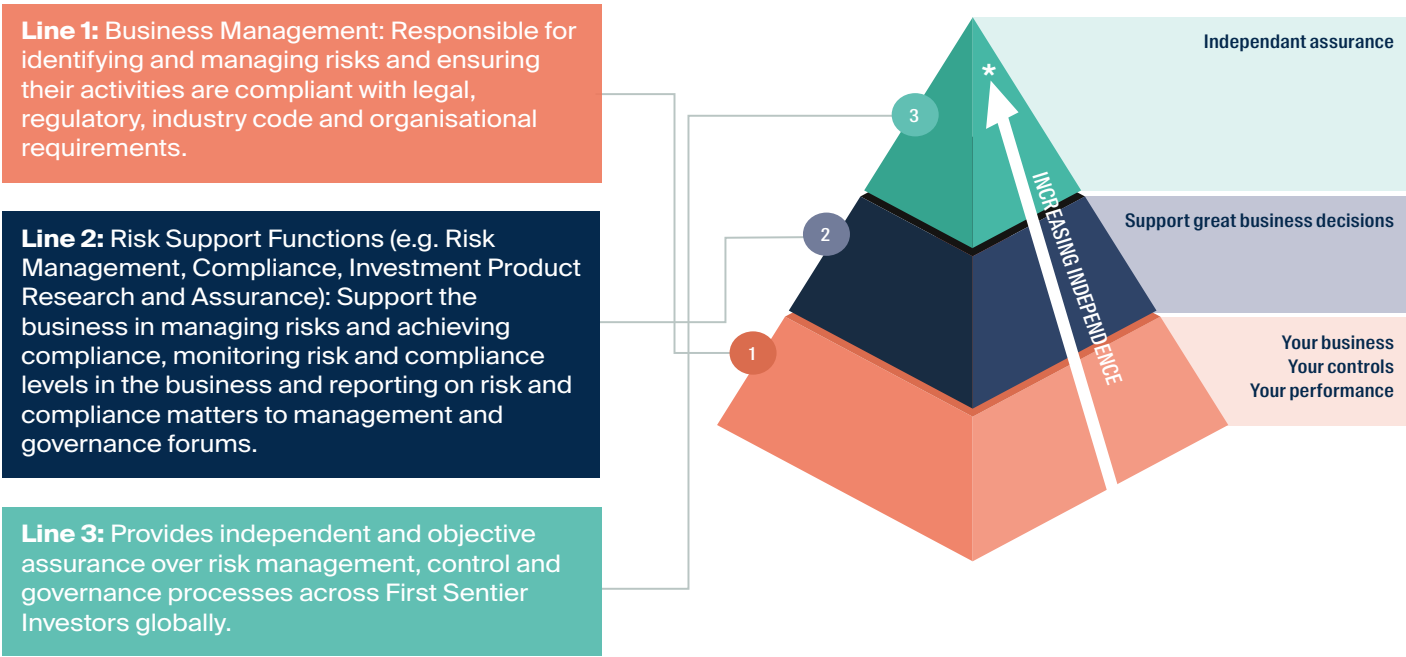 Line 1: Business Management: Responsible for
identifying and managing risks and ensuring
their activities are compliant with legal,
regulatory, industry code and organisational
requirements.
Line 2: Risk Support Functions (e.g. Risk
Management, Compliance, Investment Product
Research and Assurance): Support the
business in managing risks and achieving
compliance, monitoring risk and compliance
levels in the business and reporting on risk and
compliance matters to management and
governance forums.
Line 3: Provides independent and objective
assurance over risk management, control and
governance processes across First Sentier
Investors globally.
*
3
2
1
INCREASING INDEPENDENCE
Independant assurance
Support great business decisions
Your business
Your controls
Your performance